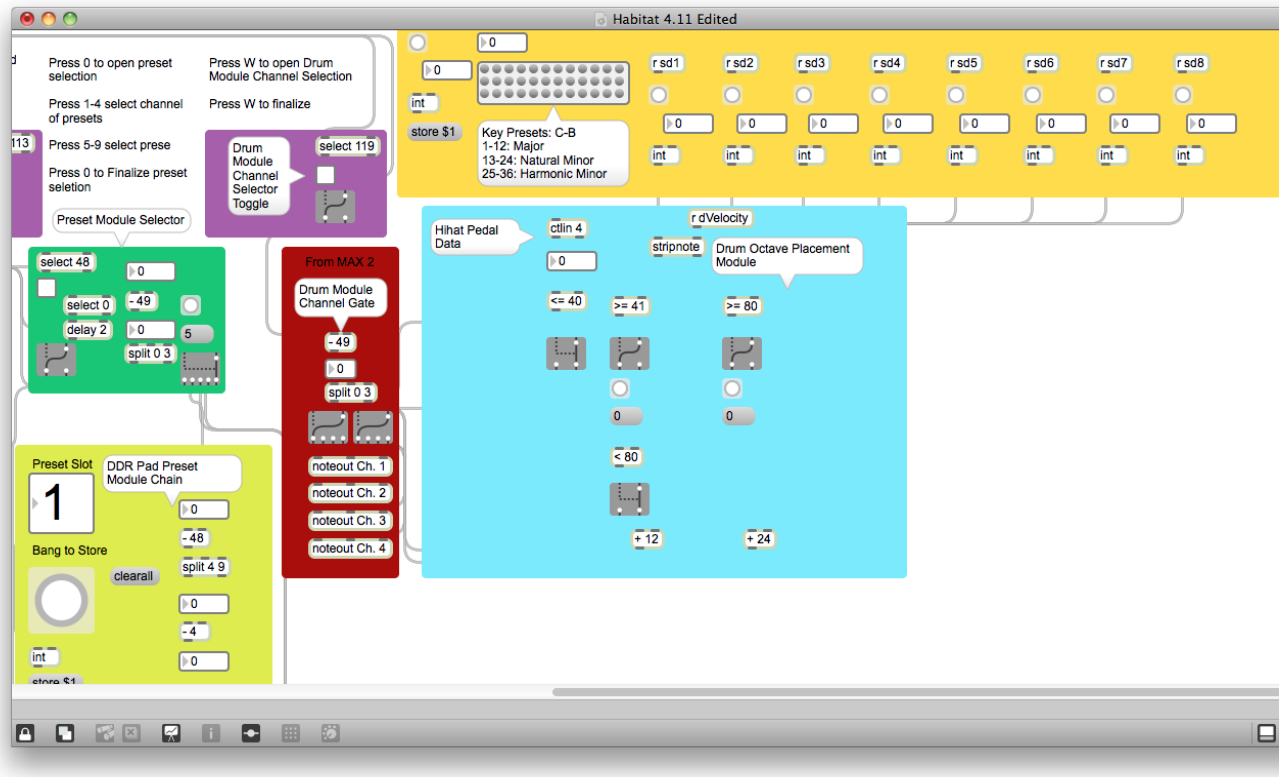 Habitat 4.11 Edited
d
Press 0 to open preset
selection
Press 1-4 select channel
of presets
Press 5-9 select prese
Press 0 to Finalize preset
seletion
Press W to open Drum
Module Channel Selection
Press W to finalize
113
Drum
Module
Channel
Selector
Toggle
select 119
Preset Module Selector
select 48
0
select 0
- 49
delay 2
0
5
split 0 3
From MAX 2
Drum Module
Channel Gate
- 49
0
split 0 3
noteout Ch. 1
noteout Ch. 2
noteout Ch. 3
noteout Ch. 4
Preset Slot
1
DDR Pad Preset
Module Chain
0
- 48
Bang to Store
split 4 9
clearall
0
- 4
int
0
store $1
0
0
int
store $1
Key Presets: C-B
1-12: Major
13-24: Natural Minor
25-36: Harmonic Minor
r sd1
r sd2
r sd3
r sd4
r sd5
r sd6
r sd7
r sd8
0
0
0
0
0
0
0
0
int
int
int
int
int
int
int
int
Hihat Pedal
Data
ctlin 4
0
r dVelocity
stripnote
Drum Octave Placement
Module
<= 40
>= 41
>= 80
0
0
< 80
+ 12
+ 24